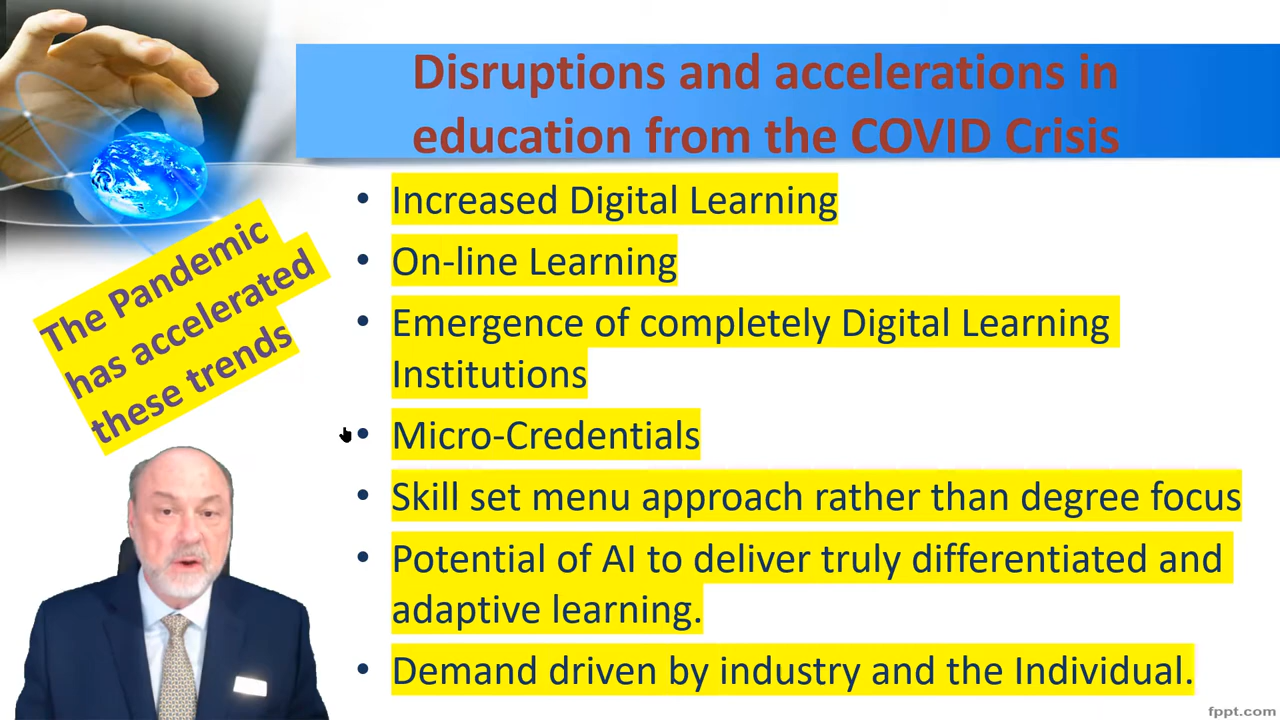 Disruptions and accelerations in
education from the COVID Crisis
The Pandemic
has accelerated
these trends
• Increased Digital Learning
• On-line Learning
• Emergence of completely Digital Learning
Institutions
• Micro-Credentials
• Skill set menu approach rather than degree focus
• Potential of AI to deliver truly differentiated and
adaptive learning.
• Demand driven by industry and the Individual.
fppt.com